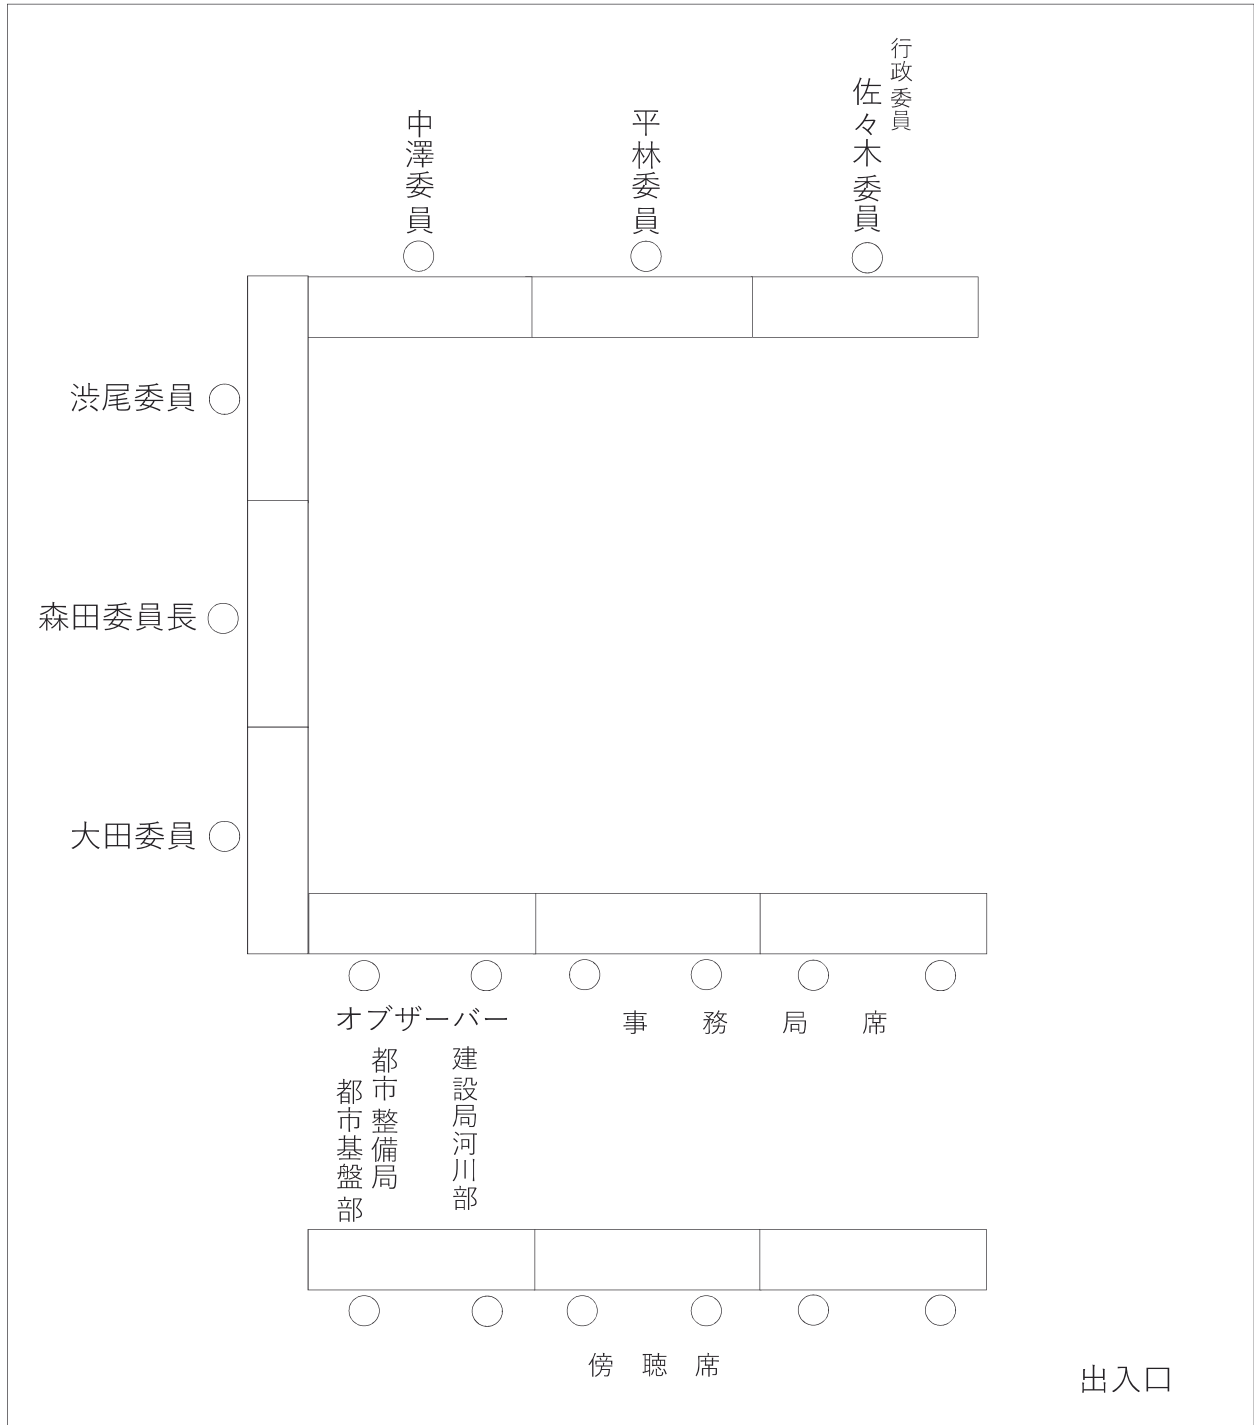 行政委員
佐々木委員
平林委員
中澤委員
渋尾委員
森田委員長
大田委員
オブザーバー
事務局席
建設局河川部
都市整備局
都市基盤部
傍聴席
出入口